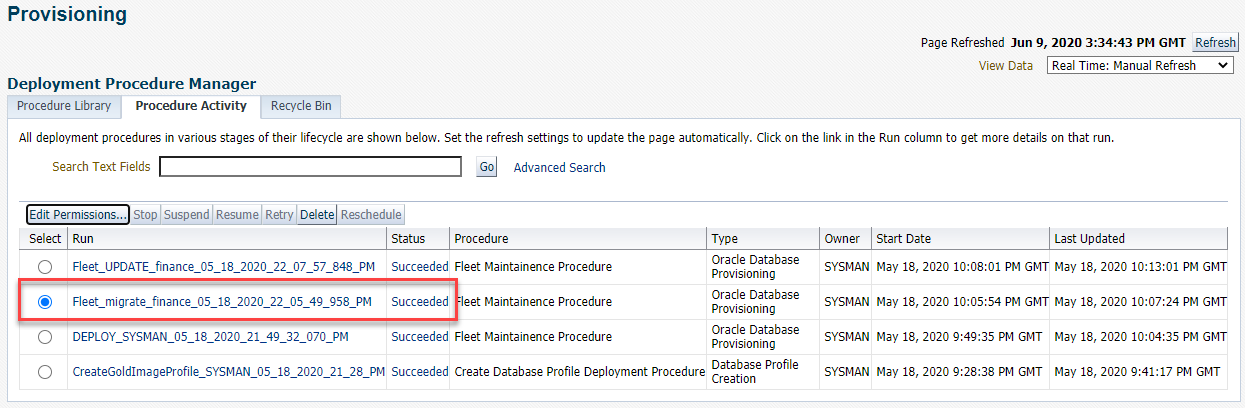 Provisioning
Page Refreshed Jun 9, 2020 3:34:43 PM GMT Refresh
View Data Real Time: Manual Refresh
Deployment Procedure Manager
Procedure Library Procedure Activity Recycle Bin
All deployment procedures in various stages of their lifecycle are shown below. Set the refresh settings to update the page automatically. Click on the link in the Run column to get more details on that run.
Search Text Fields Go Advanced Search
Edit Permissions... Stop Suspend Resume Retry Delete Reschedule
Select Run Status Procedure Type Owner Start Date Last Updated
Fleet_UPDATE_finance_05_18_2020_22_07_57_848_PM Succeeded Fleet Maintainence Procedure Oracle Database Provisioning SYSMAN May 18, 2020 10:08:01 PM GMT May 18, 2020 10:13:01 PM GMT
Fleet_migrate_finance_05_18_2020_22_05_49_958_PM Succeeded Fleet Maintainence Procedure Oracle Database Provisioning SYSMAN May 18, 2020 10:05:54 PM GMT May 18, 2020 10:07:24 PM GMT
DEPLOY_SYSMAN_05_18_2020_21_49_32_070_PM Succeeded Fleet Maintainence Procedure Oracle Database Provisioning SYSMAN May 18, 2020 9:49:35 PM GMT May 18, 2020 10:04:35 PM GMT
CreateGoldImageProfile_SYSMAN_05_18_2020_21_28_PM Succeeded Create Database Profile Deployment Procedure Database Profile Creation SYSMAN May 18, 2020 9:28:38 PM GMT May 18, 2020 9:41:17 PM GMT